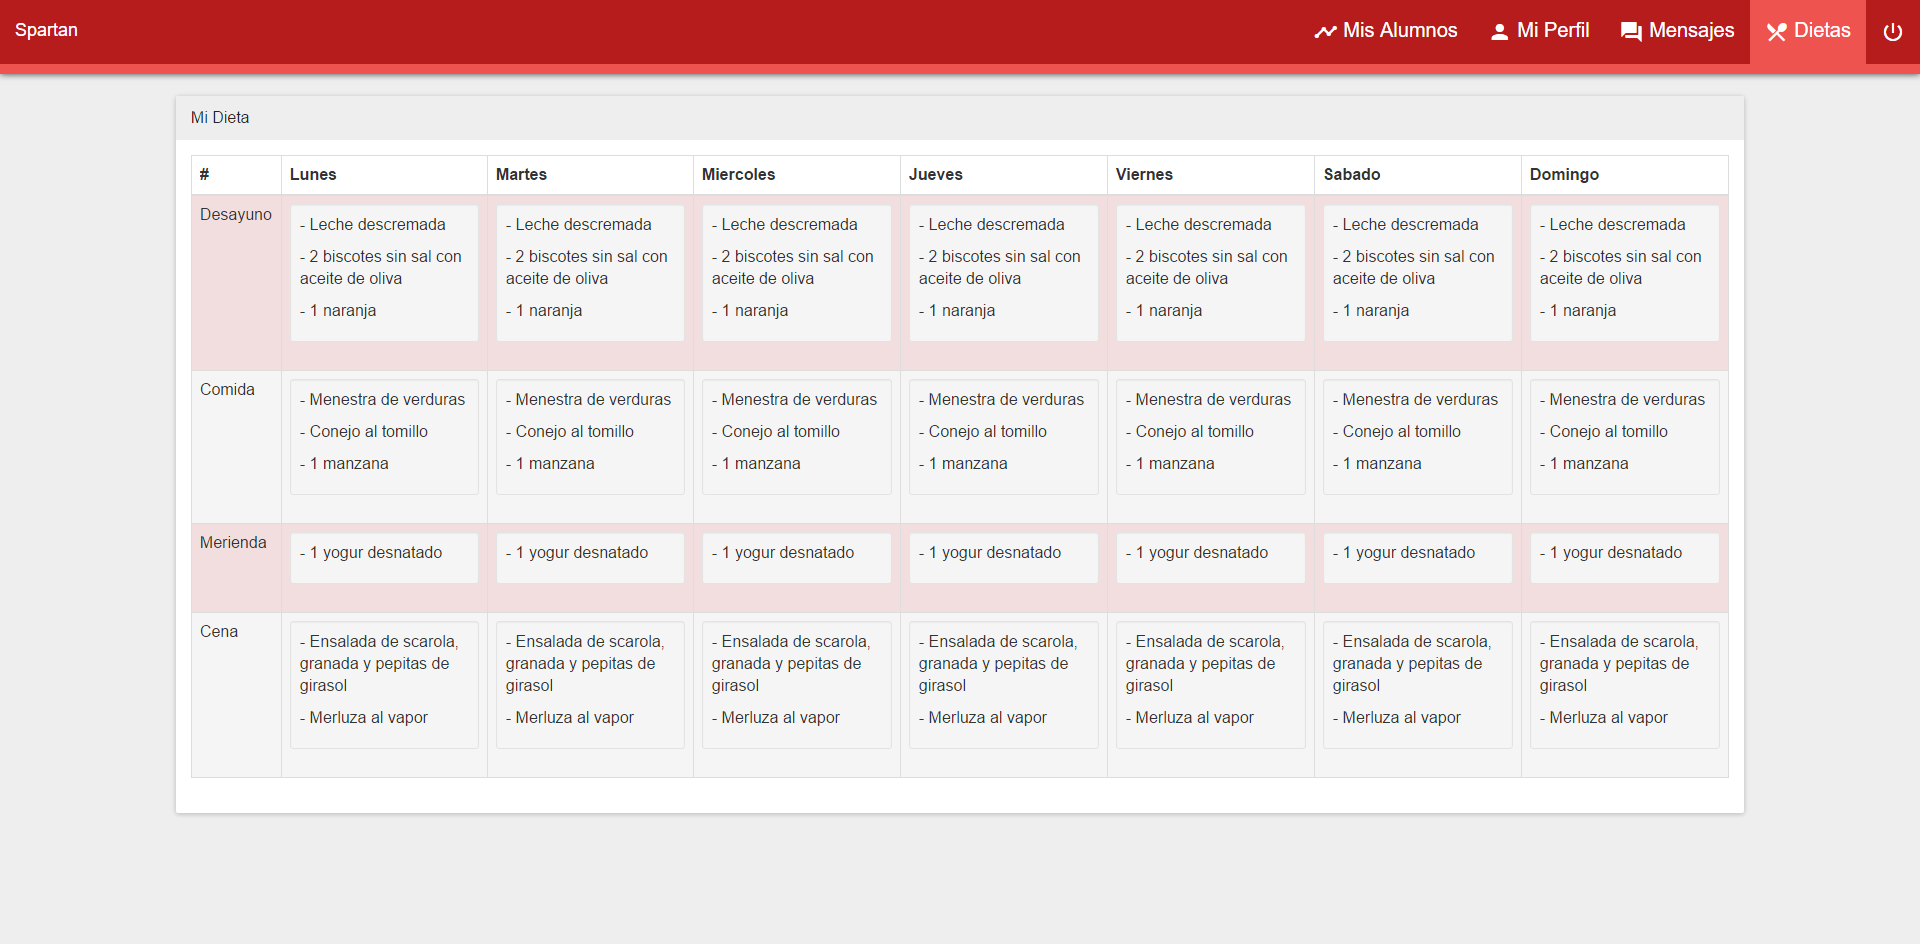 Spartan
Mis Alumnos Mi Perfil Mensajes Dietas
Mi Dieta
# Lunes Martes Miercoles Jueves Viernes Sabado Domingo
Desayuno
- Leche descremada - Leche descremada - Leche descremada - Leche descremada - Leche descremada - Leche descremada - Leche descremada
- 2 biscotes sin sal con - 2 biscotes sin sal con - 2 biscotes sin sal con - 2 biscotes sin sal con - 2 biscotes sin sal con - 2 biscotes sin sal con - 2 biscotes sin sal con
aceite de oliva aceite de oliva aceite de oliva aceite de oliva aceite de oliva aceite de oliva aceite de oliva
- 1 naranja - 1 naranja - 1 naranja - 1 naranja - 1 naranja - 1 naranja - 1 naranja
Comida
- Menestra de verduras - Menestra de verduras - Menestra de verduras - Menestra de verduras - Menestra de verduras - Menestra de verduras - Menestra de verduras
- Conejo al tomillo - Conejo al tomillo - Conejo al tomillo - Conejo al tomillo - Conejo al tomillo - Conejo al tomillo - Conejo al tomillo
- 1 manzana - 1 manzana - 1 manzana - 1 manzana - 1 manzana - 1 manzana - 1 manzana
Merienda
- 1 yogur desnatado - 1 yogur desnatado - 1 yogur desnatado - 1 yogur desnatado - 1 yogur desnatado - 1 yogur desnatado - 1 yogur desnatado
Cena
- Ensalada de scarola, - Ensalada de scarola, - Ensalada de scarola, - Ensalada de scarola, - Ensalada de scarola, - Ensalada de scarola, - Ensalada de scarola,
granada y pepitas de granada y pepitas de granada y pepitas de granada y pepitas de granada y pepitas de granada y pepitas de granada y pepitas de
girasol girasol girasol girasol girasol girasol girasol
- Merluza al vapor - Merluza al vapor - Merluza al vapor - Merluza al vapor - Merluza al vapor - Merluza al vapor - Merluza al vapor